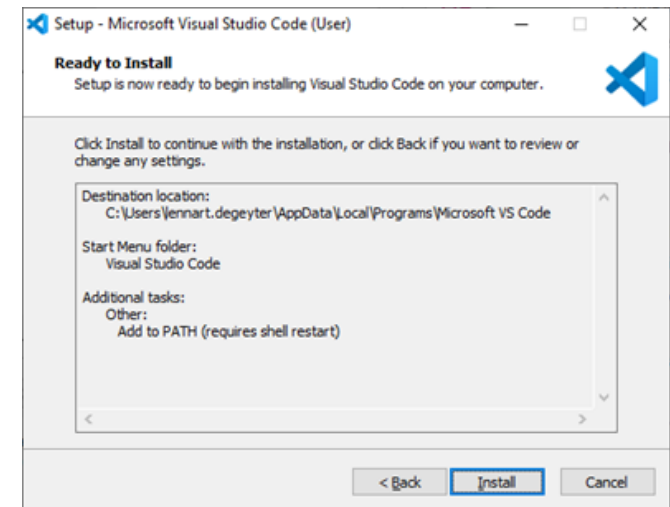 Setup - Microsoft Visual Studio Code (User)
Ready to Install
Setup is now ready to begin installing Visual Studio Code on your computer.
Click Install to continue with the installation, or click Back if you want to review or
change any settings.
Destination location:
C:\Users\lennart.degeyter\AppData\Local\Programs\Microsoft VS Code
Start Menu folder:
Visual Studio Code
Additional tasks:
Other:
Add to PATH (requires shell restart)
< Back
Install
Cancel